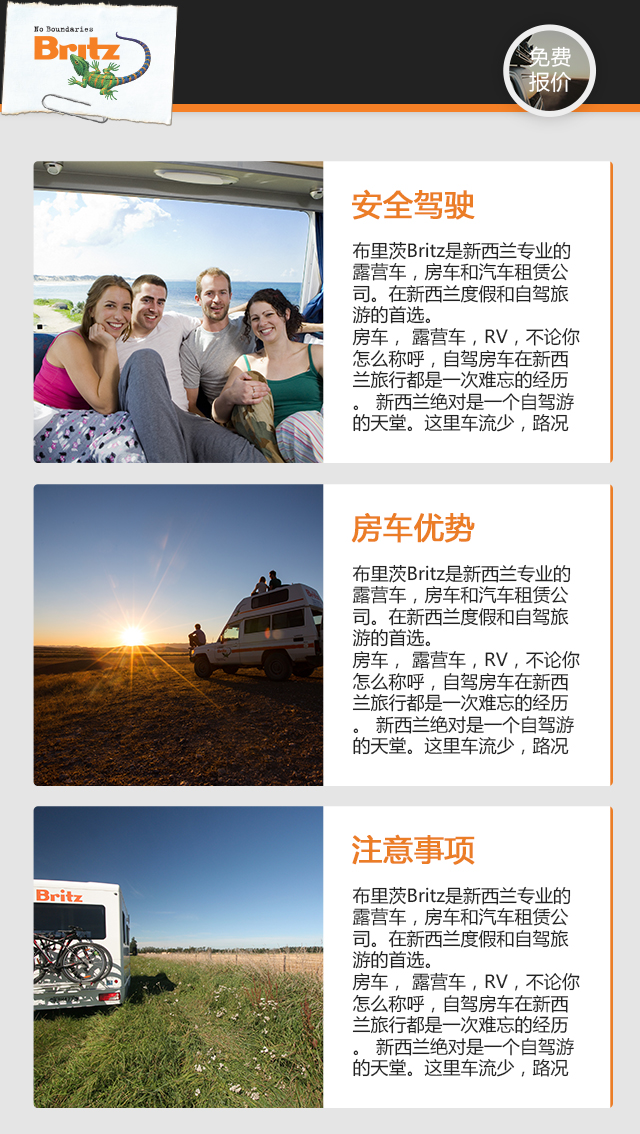 No Boundaries
Britz
免费
报价
安全驾驶
布里茨Britz是新西兰专业的
露营车，房车和汽车租赁公
司。在新西兰度假和自驾旅
游的首选。
房车， 露营车，RV，不论你
怎么称呼，自驾房车在新西
兰旅行都是一次难忘的经历
。 新西兰绝对是一个自驾游
的天堂。这里车流少，路况
房车优势
布里茨Britz是新西兰专业的
露营车，房车和汽车租赁公
司。在新西兰度假和自驾旅
游的首选。
房车， 露营车，RV，不论你
怎么称呼，自驾房车在新西
兰旅行都是一次难忘的经历
。 新西兰绝对是一个自驾游
的天堂。这里车流少，路况
Britz
注意事项
布里茨Britz是新西兰专业的
露营车，房车和汽车租赁公
司。在新西兰度假和自驾旅
游的首选。
房车， 露营车，RV，不论你
怎么称呼，自驾房车在新西
兰旅行都是一次难忘的经历
。 新西兰绝对是一个自驾游
的天堂。这里车流少，路况